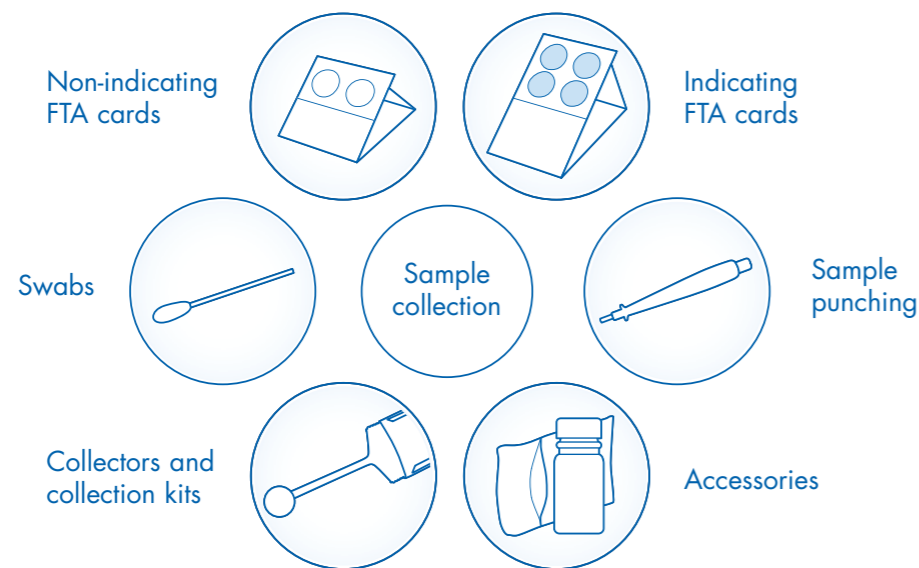 Non-indicating
FTA cards
Indicating
FTA cards
Swabs
Sample
collection
Sample
punching
Collectors and
collection kits
Accessories